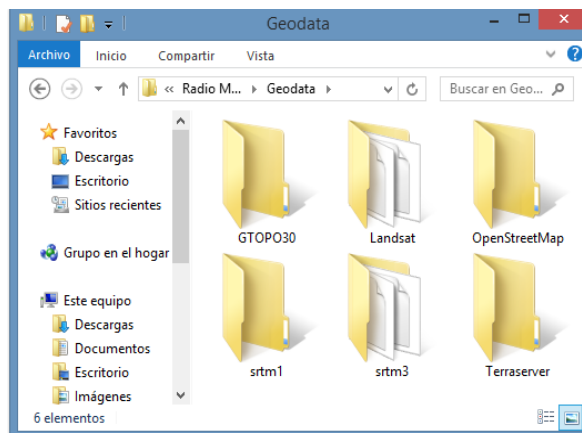 Geodata
Archivo Inicio Compartir Vista
« Radio M... Geodata Buscar en Geo...
Favoritos
Descargas
Escritorio
Sitios recientes
Grupo en el hogar
Este equipo
Descargas
Documentos
Escritorio
Imágenes
GTOPO30 Landsat OpenStreetMap
srtm1 srtm3 Terraserver
6 elementos